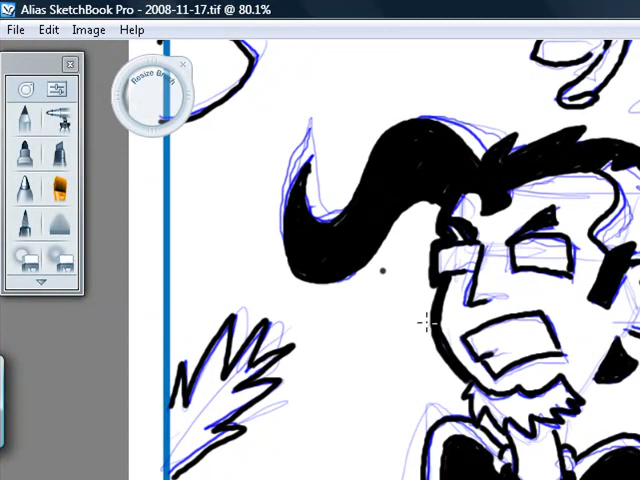 Alias SketchBook Pro - 2008-11-17.tif @ 80.1%
File Edit Image Help
Resize Brush